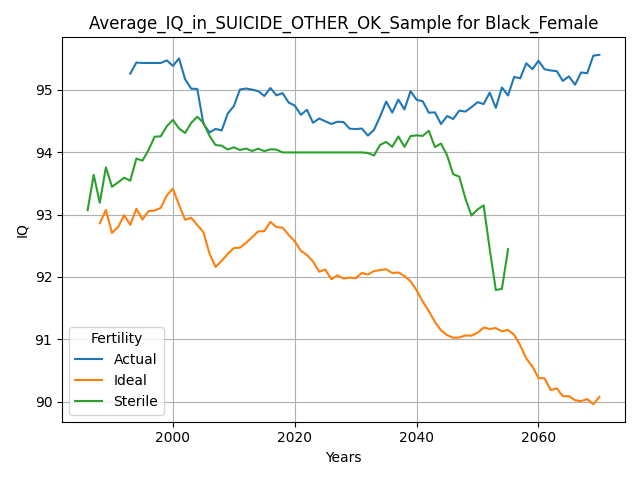 Average_IQ_in_SUICIDE_OTHER_OK_Sample for Black_Female
95
94
93
92
91
90
IQ
Fertility
Actual
Ideal
Sterile
2000 2020 2040 2060
Years